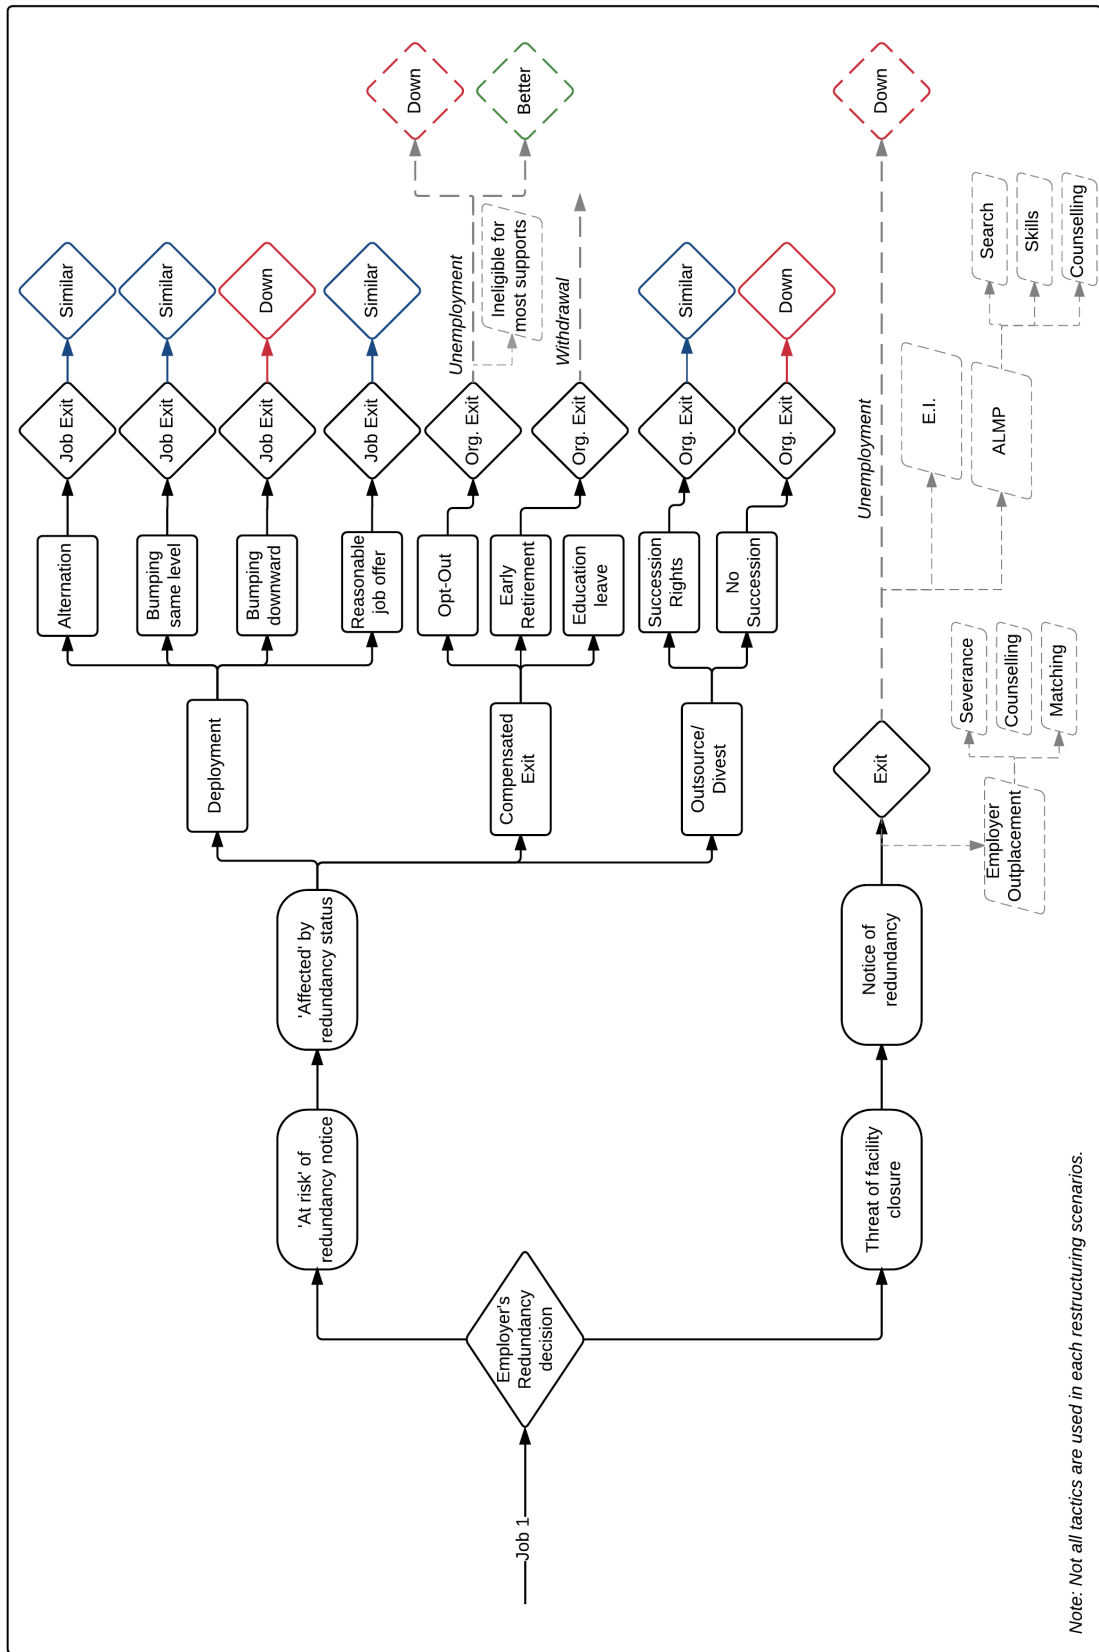 Job 1
Employer's
Redundancy
decision
'At risk' of
redundancy notice
'Affected' by
redundancy status
Deployment
Alternation
Job Exit
Similar
Bumping
same level
Job Exit
Similar
Bumping
downward
Job Exit
Down
Reasonable
job offer
Job Exit
Similar
Compensated
Exit
Opt-Out
Org. Exit
Unemployment
Ineligible for
most supports
Down
Better
Early
Retirement
Org. Exit
Withdrawal
Education
leave
Outsource/
Divest
Succession
Rights
Org. Exit
Similar
No
Succession
Org. Exit
Down
Threat of facility
closure
Notice of
redundancy
Exit
Unemployment
Down
Employer
Outplacement
Severance
Counselling
Matching
E.I.
ALMP
Search
Skills
Counselling
Note: Not all tactics are used in each restructuring scenarios.